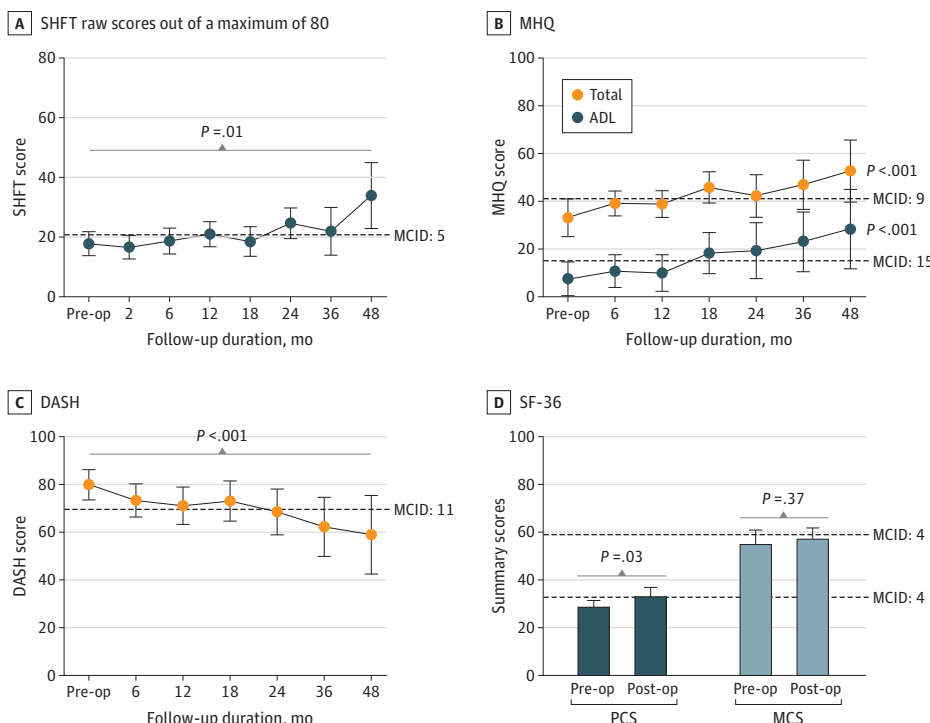 A SHFT raw scores out of a maximum of 80
80
60
40
20
0
SHFT score
P =.01
MCID: 5
Pre-op 2 6 12 18 24 36 48
Follow-up duration, mo
B MHQ
100
80
60
40
20
0
MHQ score
Total
ADL
P <.001
MCID: 9
P <.001
MCID: 15
Pre-op 6 12 18 24 36 48
Follow-up duration, mo
C DASH
100
80
60
40
20
0
DASH score
P <.001
MCID: 11
Pre-op 6 12 18 24 36 48
Follow-up duration, mo
D SF-36
100
80
60
40
20
0
Summary scores
P =.03
P =.37
MCID: 4
MCID: 4
Pre-op Post-op Pre-op Post-op
PCS MCS